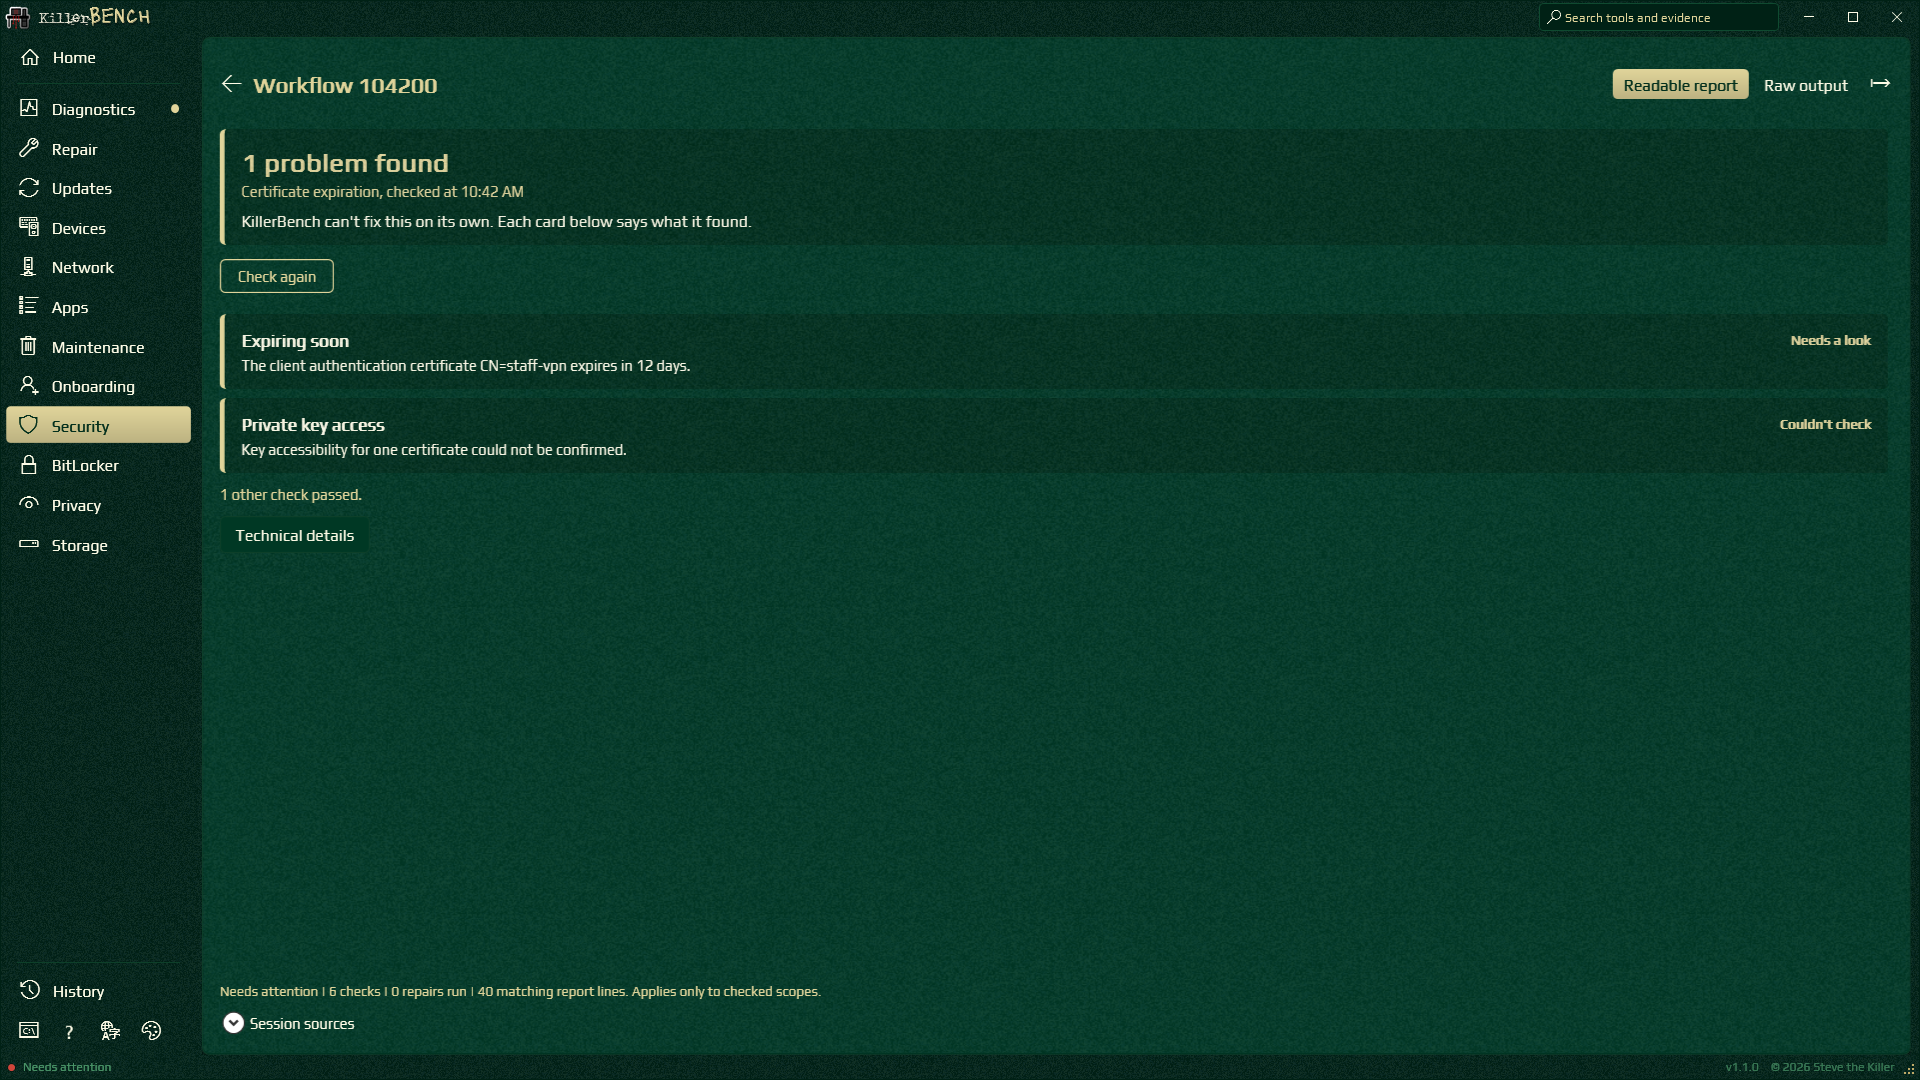 KillerBENCH
Search tools and evidence
Home
Diagnostics
Repair
Updates
Devices
Network
Apps
Maintenance
Onboarding
Security
BitLocker
Privacy
Storage
Workflow 104200
Readable report
Raw output
1 problem found
Certificate expiration, checked at 10:42 AM
KillerBench can't fix this on its own. Each card below says what it found.
Check again
Expiring soon
Needs a look
The client authentication certificate CN=staff-vpn expires in 12 days.
Private key access
Couldn't check
Key accessibility for one certificate could not be confirmed.
1 other check passed.
Technical details
Needs attention | 6 checks | 0 repairs run | 40 matching report lines. Applies only to checked scopes.
Session sources
History
?
Needs attention
v1.1.0 © 2026 Steve the Killer